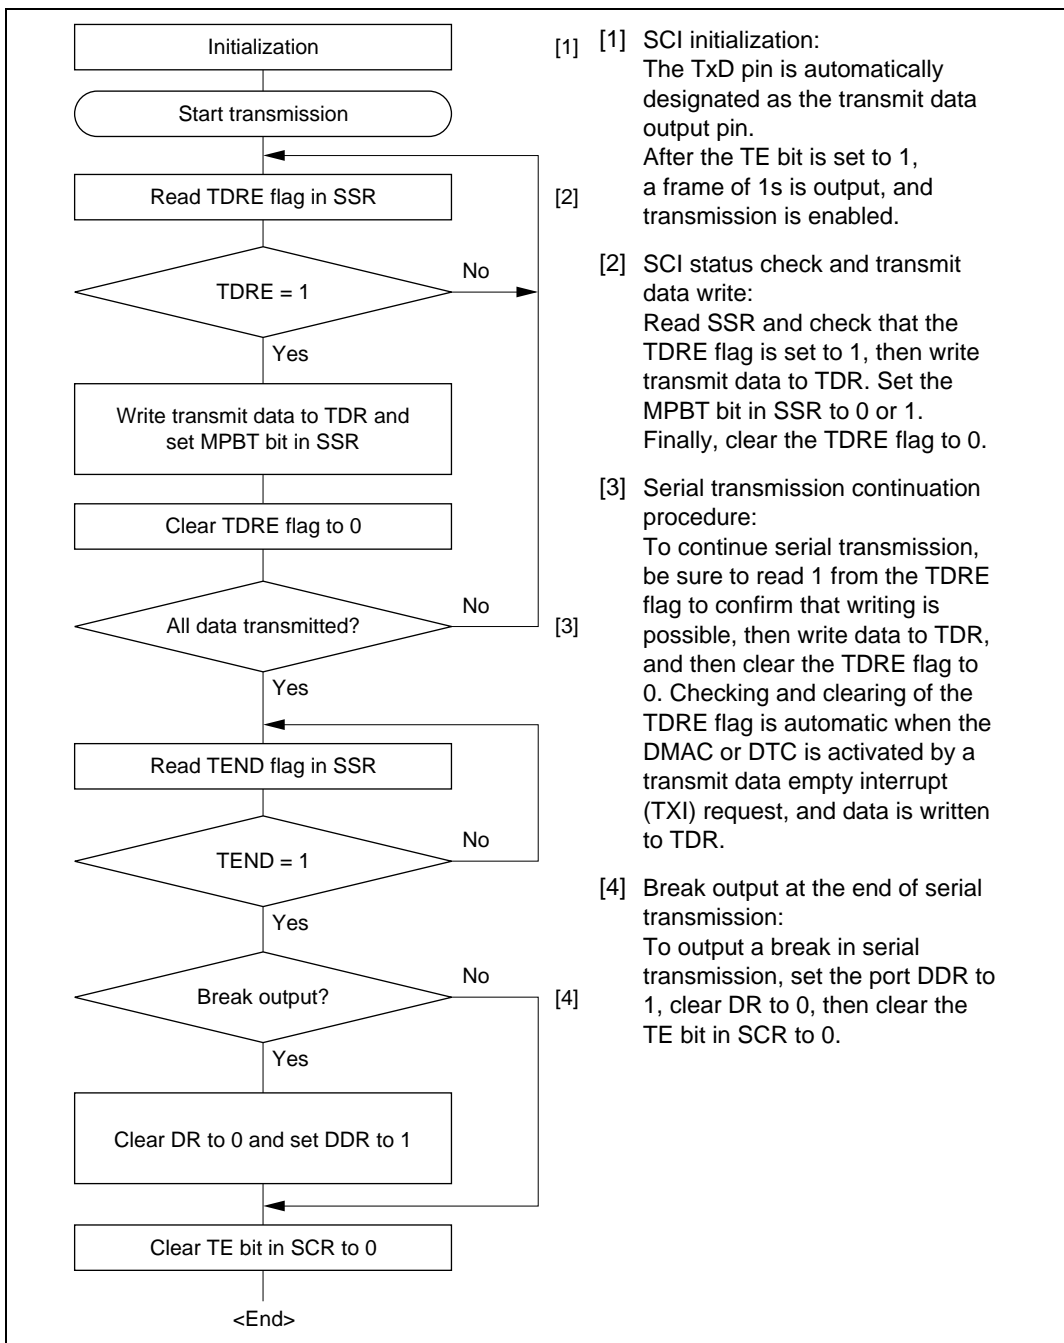 Initialization
[1]
Start transmission
Read TDRE flag in SSR
[2]
TDRE = 1
No
Yes
Write transmit data to TDR and
set MPBT bit in SSR
Clear TDRE flag to 0
All data transmitted?
No
[3]
Yes
Read TEND flag in SSR
TEND = 1
No
Yes
Break output?
No
[4]
Yes
Clear DR to 0 and set DDR to 1
Clear TE bit in SCR to 0
<End>
[1] SCI initialization:
The TxD pin is automatically
designated as the transmit data
output pin.
After the TE bit is set to 1,
a frame of 1s is output, and
transmission is enabled.
[2] SCI status check and transmit
data write:
Read SSR and check that the
TDRE flag is set to 1, then write
transmit data to TDR. Set the
MPBT bit in SSR to 0 or 1.
Finally, clear the TDRE flag to 0.
[3] Serial transmission continuation
procedure:
To continue serial transmission,
be sure to read 1 from the TDRE
flag to confirm that writing is
possible, then write data to TDR,
and then clear the TDRE flag to
0. Checking and clearing of the
TDRE flag is automatic when the
DMAC or DTC is activated by a
transmit data empty interrupt
(TXI) request, and data is written
to TDR.
[4] Break output at the end of serial
transmission:
To output a break in serial
transmission, set the port DDR to
1, clear DR to 0, then clear the
TE bit in SCR to 0.